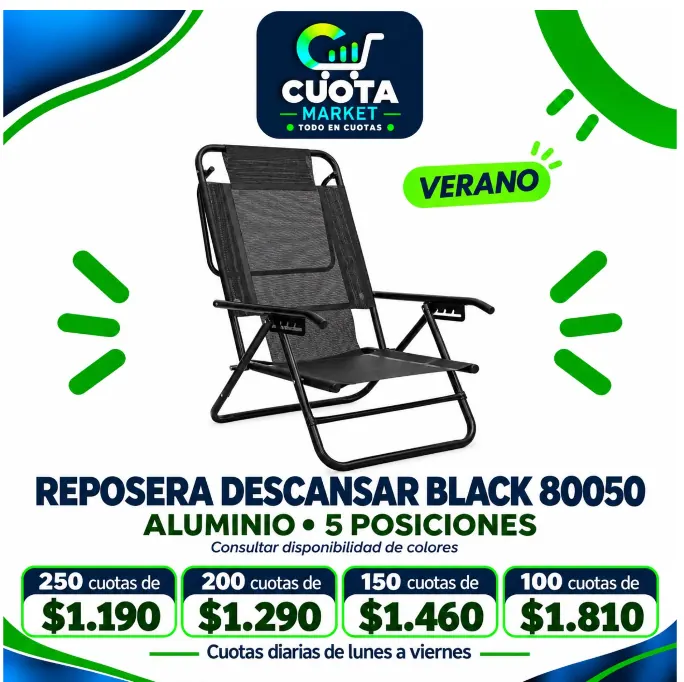 CUOTA
MARKET
• TODO EN CUOTAS •
VERANO
REPOSERA DESCANSAR BLACK 80050
ALUMINIO • 5 POSICIONES
Consultar disponibilidad de colores
250 cuotas de
$1.190
200 cuotas de
$1.290
150 cuotas de
$1.460
100 cuotas de
$1.810
Cuotas diarias de lunes a viernes